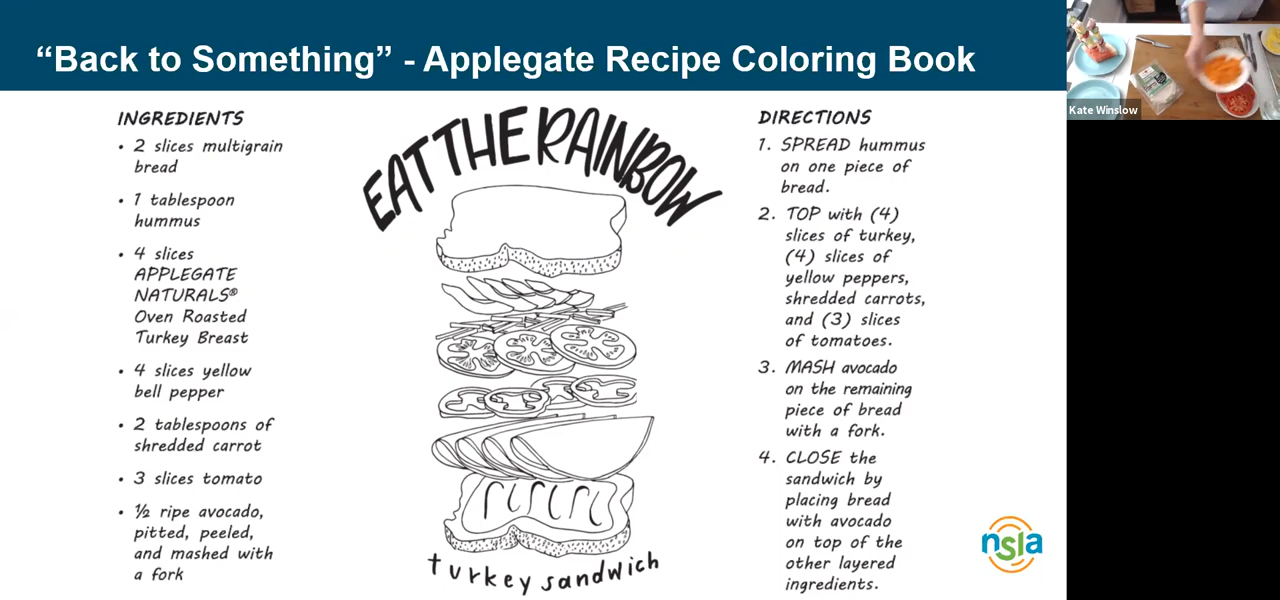 “Back to Something” - Applegate Recipe Coloring Book
Kate Winslow
INGREDIENTS
• 2 slices multigrain
bread
• 1 tablespoon
hummus
• 4 slices
APPLEGATE
NATURALS®
Oven Roasted
Turkey Breast
• 4 slices yellow
bell pepper
• 2 tablespoons of
shredded carrot
• 3 slices tomato
• ½ ripe avocado,
pitted, peeled,
and mashed with
a fork
EAT THE RAINBOW
turkey sandwich
DIRECTIONS
1. SPREAD hummus
on one piece of
bread.
2. TOP with (4)
slices of turkey,
(4) slices of
yellow peppers,
shredded carrots,
and (3) slices
of tomatoes.
3. MASH avocado
on the remaining
piece of bread
with a fork.
4. CLOSE the
sandwich by
placing bread
with avocado
on top of the
other layered
ingredients.
nsla